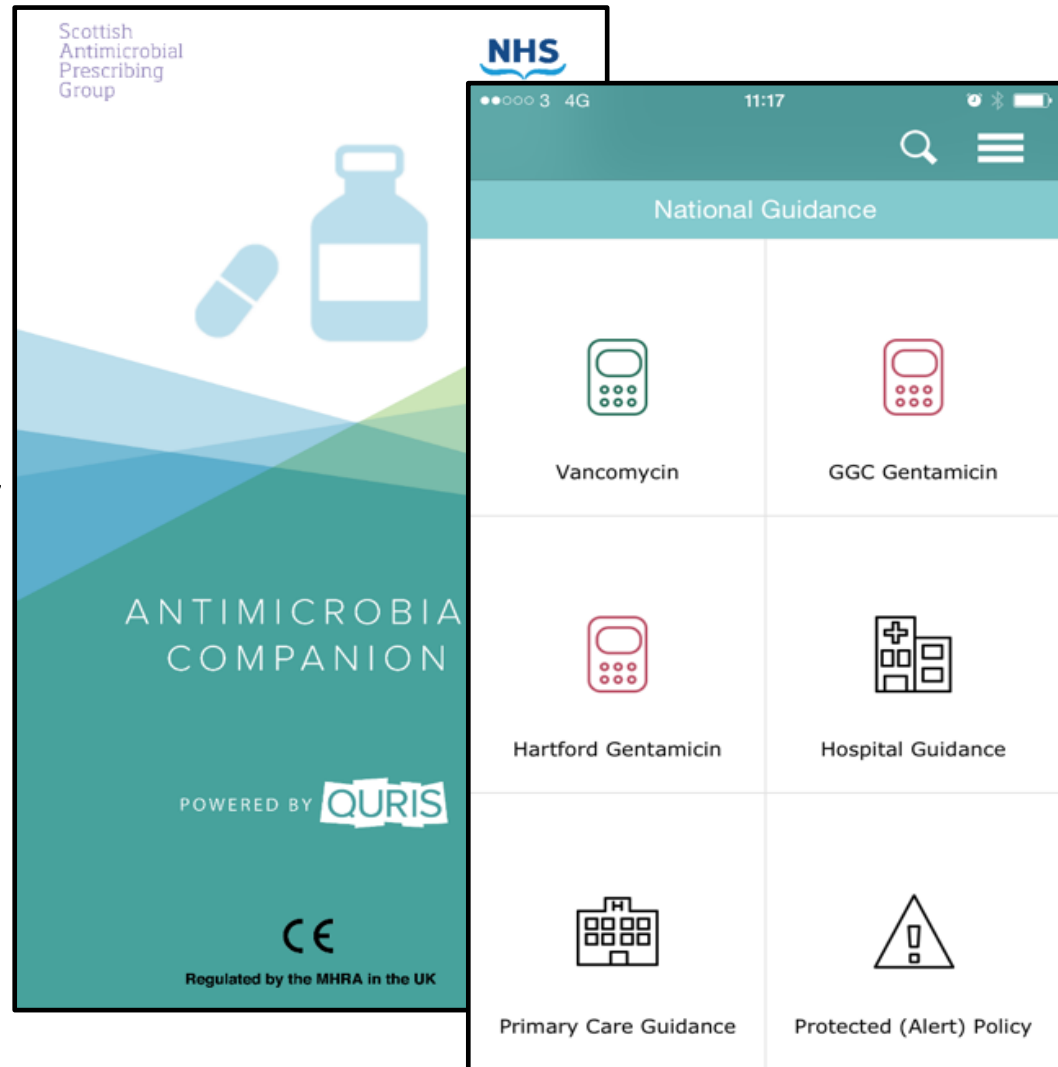 Scottish
Antimicrobial
Prescribing
Group
NHS
ANTIMICROBIA
COMPANION
POWERED BY QURIS
CE
Regulated by the MHRA in the UK
3 4G 11:17
National Guidance
Vancomycin GGC Gentamicin
Hartford Gentamicin Hospital Guidance
H
Primary Care Guidance Protected (Alert) Policy